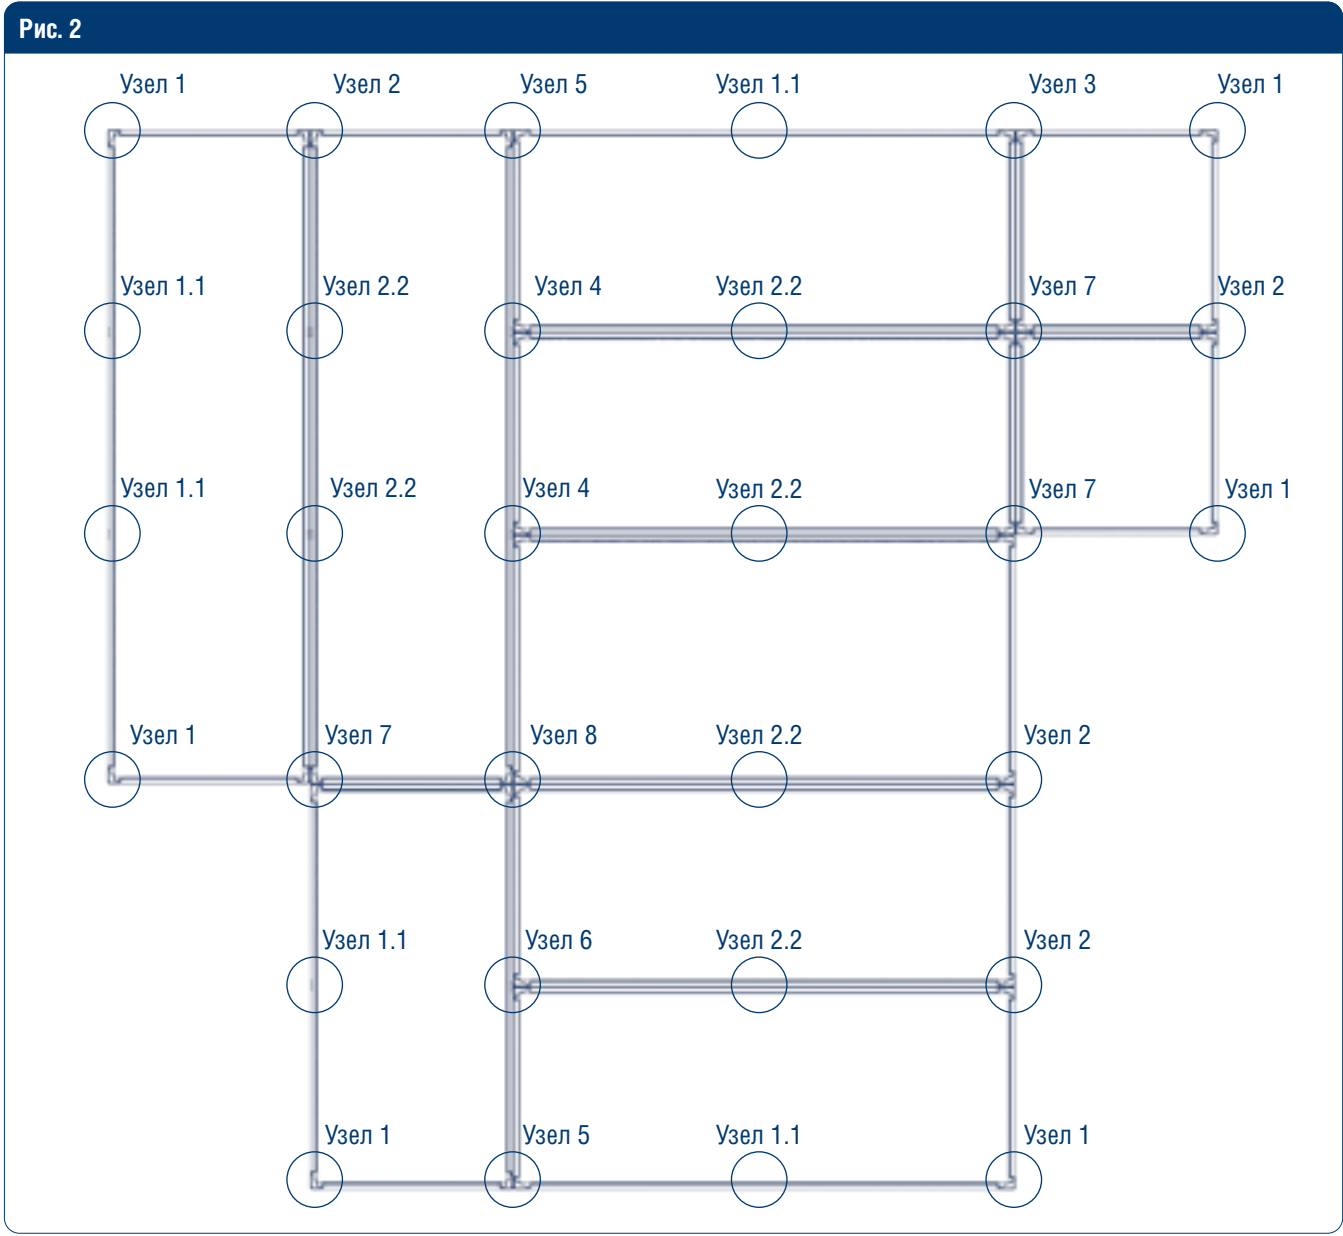 Рис. 2
Узел 1 Узел 2 Узел 5 Узел 1.1 Узел 3 Узел 1
Узел 1.1 Узел 2.2 Узел 4 Узел 2.2 Узел 7 Узел 2
Узел 1.1 Узел 2.2 Узел 4 Узел 2.2 Узел 7 Узел 1
Узел 1 Узел 7 Узел 8 Узел 2.2 Узел 2
Узел 1.1 Узел 6 Узел 2.2 Узел 2
Узел 1 Узел 5 Узел 1.1 Узел 1